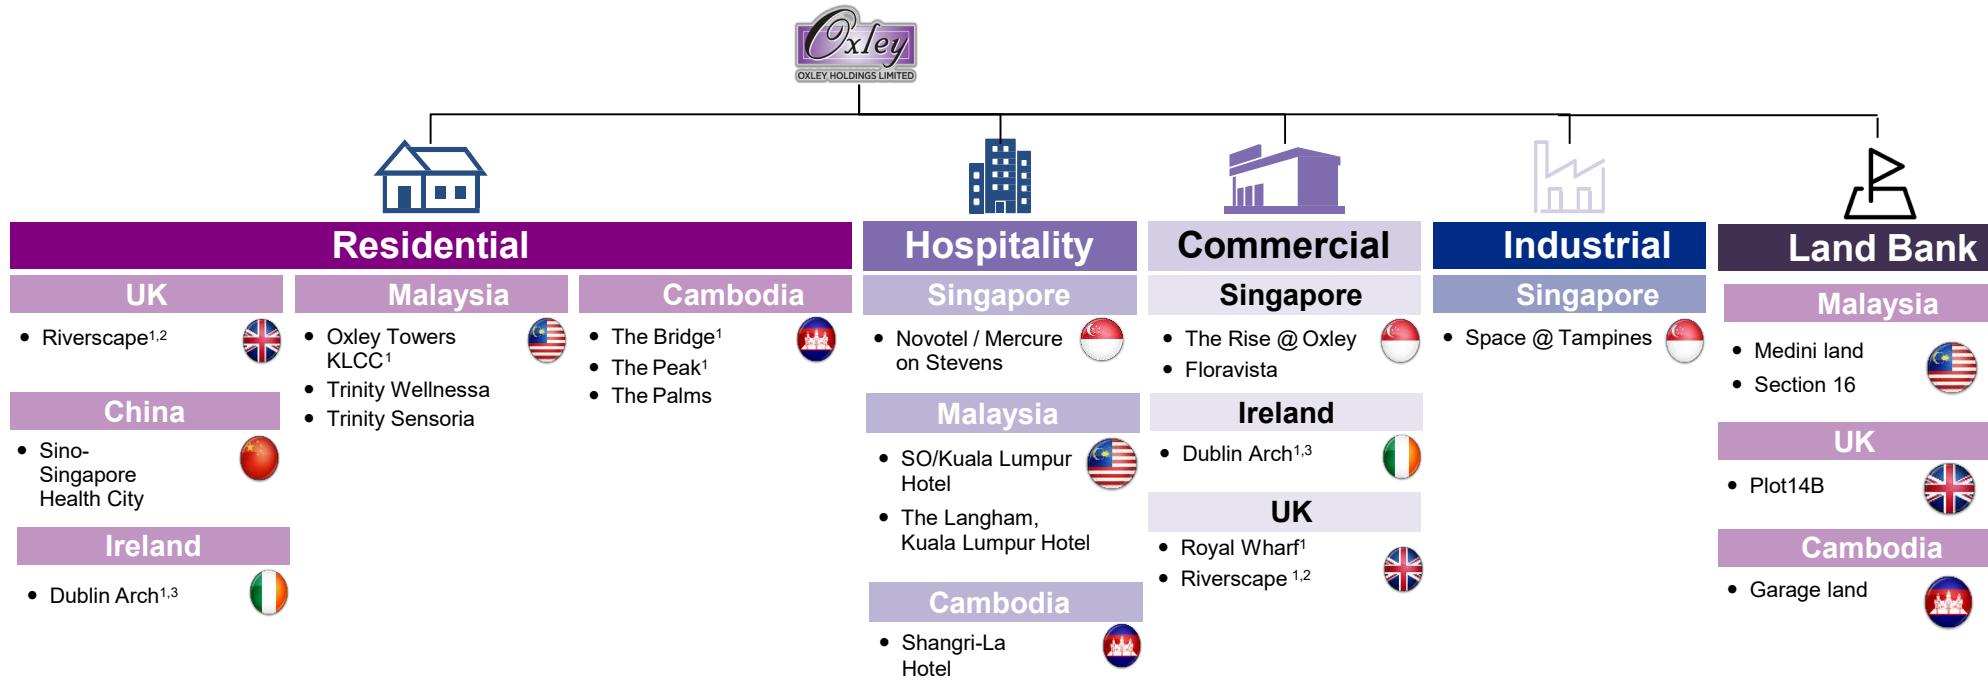 Oxley
OXLEY HOLDINGS LIMITED
Residential
UK
• Riverscape1,2
China
• Sino-
Singapore
Health City
Ireland
• Dublin Arch1,3
Malaysia
• Oxley Towers
KLCC1
• Trinity Wellnessa
• Trinity Sensoria
Cambodia
• The Bridge1
• The Peak1
• The Palms
Hospitality
Singapore
• Novotel / Mercure
on Stevens
Malaysia
• SO/Kuala Lumpur
Hotel
• The Langham,
Kuala Lumpur Hotel
Cambodia
• Shangri-La
Hotel
Commercial
Singapore
• The Rise @ Oxley
• Floravista
Ireland
• Dublin Arch1,3
UK
• Royal Wharf1
• Riverscape 1,2
Industrial
Singapore
• Space @ Tampines
Land Bank
Malaysia
• Medini land
• Section 16
UK
• Plot14B
Cambodia
• Garage land